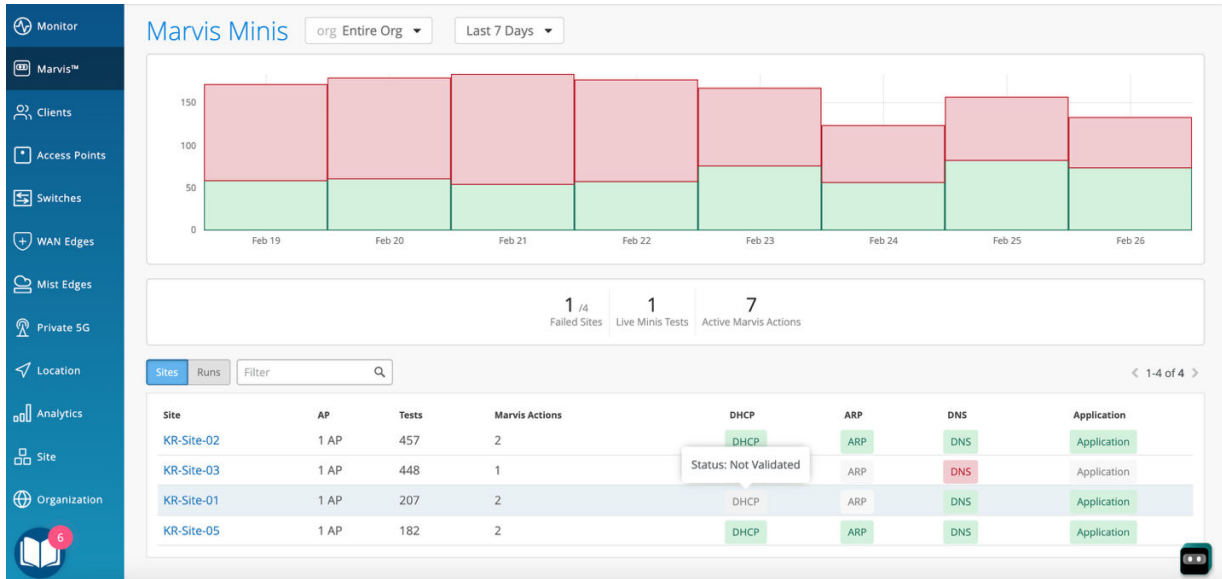 Monitor
Marvis™
Clients
Access Points
Switches
WAN Edges
Mist Edges
Private 5G
Location
Analytics
Site
Organization
6
Marvis Minis
org Entire Org
Last 7 Days
150
100
50
0
Feb 19 Feb 20 Feb 21 Feb 22 Feb 23 Feb 24 Feb 25 Feb 26
1 /4 1 7
Failed Sites Live Minis Tests Active Marvis Actions
Sites Runs Filter < 1-4 of 4 >
Site AP Tests Marvis Actions DHCP ARP DNS Application
KR-Site-02 1 AP 457 2 DHCP ARP DNS Application
KR-Site-03 1 AP 448 1 Status: Not Validated ARP DNS Application
KR-Site-01 1 AP 207 2 DHCP ARP DNS Application
KR-Site-05 1 AP 182 2 DHCP ARP DNS Application